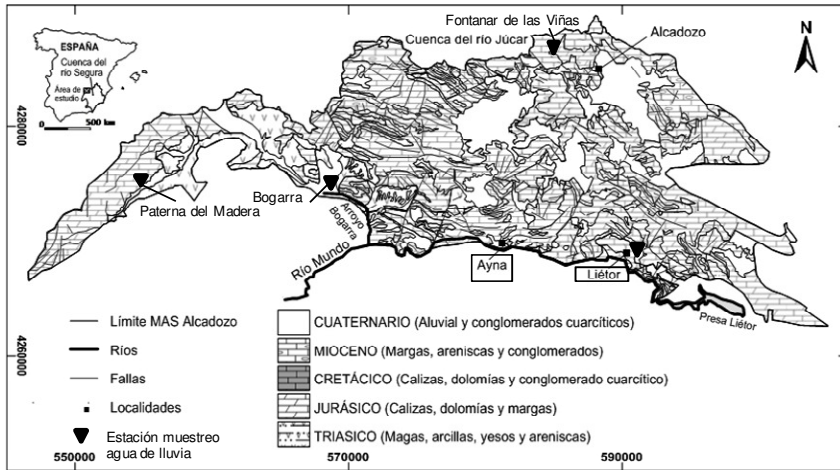 Fontanar de las Viñas
ESPAÑA
Cuenca del
río Segura
Área de
estudio
0 500 km
Cuenca del río Júcar
Alcadozo
N
4280000
Paterna del Madera
Bogarra
Arroyo
Bogarra
Río Mundo
Ayna
Liétor
Presa Liétor
4260000
Límite MAS Alcadozo
Ríos
Fallas
Localidades
Estación muestreo
agua de lluvia
CUATERNARIO (Aluvial y conglomerados cuarcíticos)
MIOCENO (Margas, areniscas y conglomerados)
CRETÁCICO (Calizas, dolomías y conglomerado cuarcítico)
JURÁSICO (Calizas, dolomías y margas)
TRIASICO (Magas, arcillas, yesos y areniscas)
550000 570000 590000